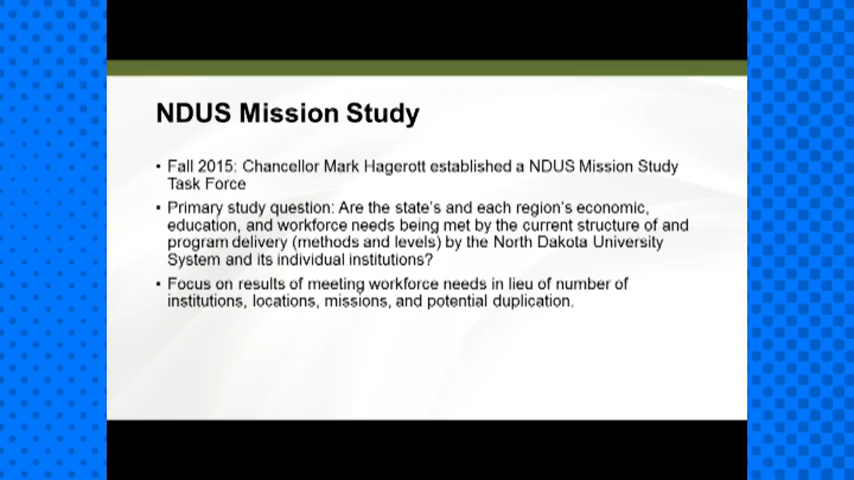 NDUS Mission Study
• Fall 2015: Chancellor Mark Hagerott established a NDUS Mission Study
Task Force
• Primary study question: Are the state's and each region's economic,
education, and workforce needs being met by the current structure of and
program delivery (methods and levels) by the North Dakota University
System and its individual institutions?
• Focus on results of meeting workforce needs in lieu of number of
institutions, locations, missions, and potential duplication.